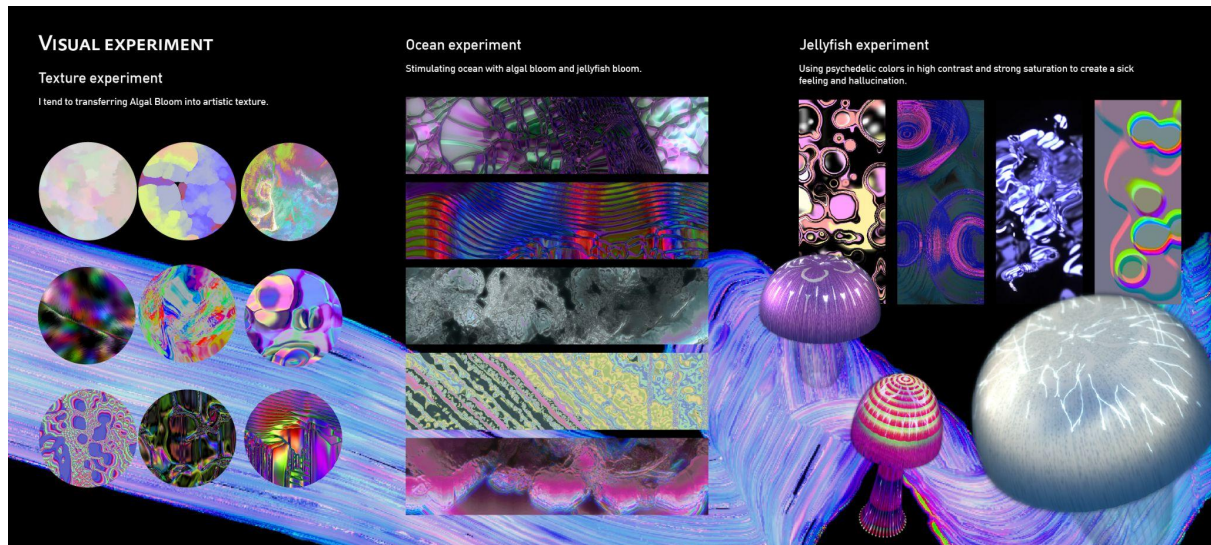 VISUAL EXPERIMENT
Texture experiment
I tend to transferring Algal Bloom into artistic texture.
Ocean experiment
Stimulating ocean with algal bloom and jellyfish bloom.
Jellyfish experiment
Using psychedelic colors in high contrast and strong saturation to create a sick
feeling and hallucination.